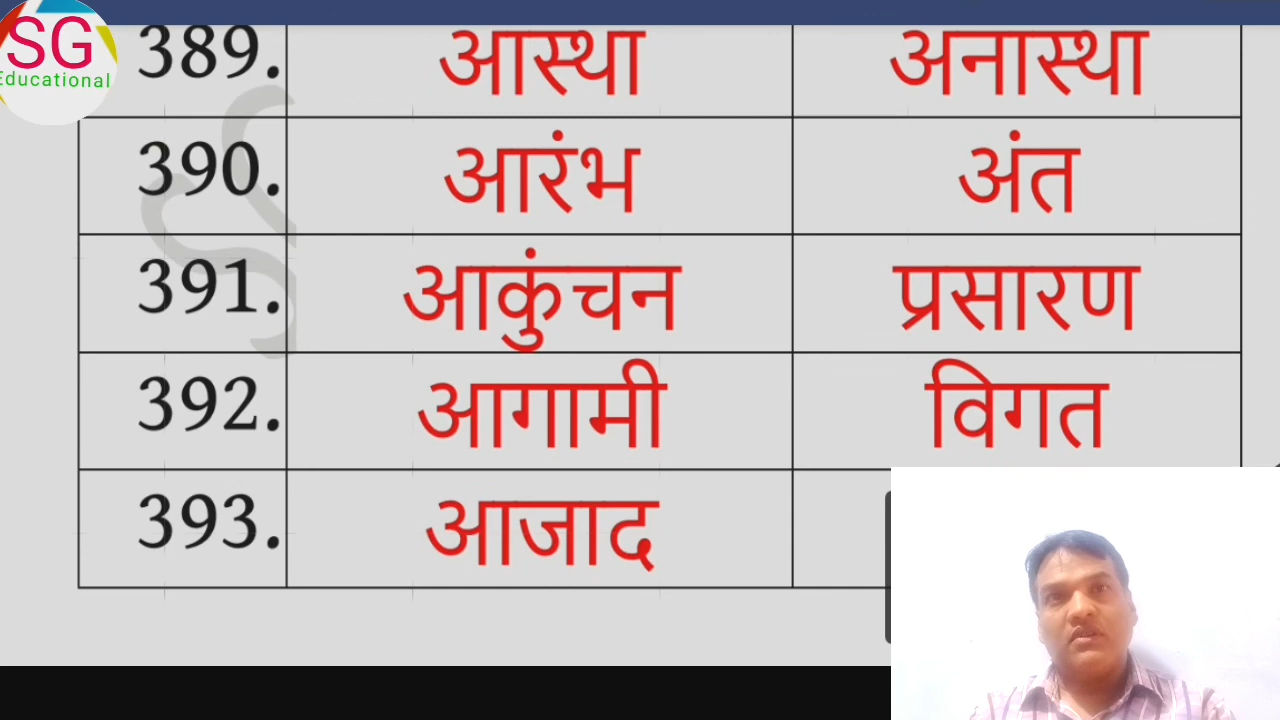 SG
Educational
389. आस्था अनास्था
390. आरंभ अंत
391. आकुंचन प्रसारण
392. आगामी विगत
393. आजाद